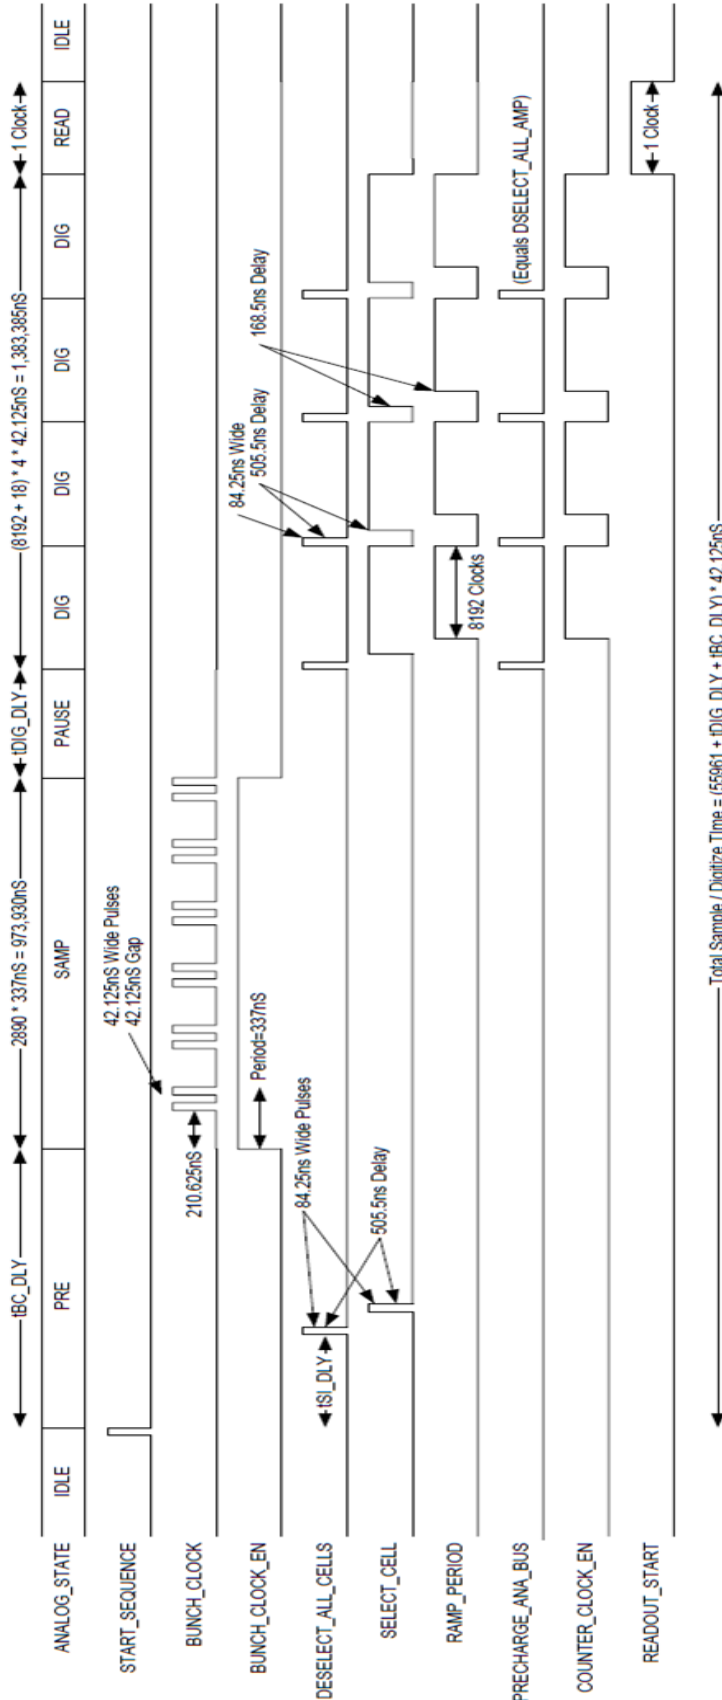 tBC_DLY
2890 * 337nS = 973,930nS
tDIG_DLY
(8192 + 18) * 4 * 42.125nS = 1,383,385nS
1 Clock
ANALOG_STATE
IDLE
PRE
SAMP
PAUSE
DIG
DIG
DIG
DIG
READ
IDLE
START_SEQUENCE
42.125nS Wide Pulses
42.125nS Gap
BUNCH_CLOCK
210.625nS
BUNCH_CLOCK_EN
Period=337nS
84.25ns Wide Pulses
84.25ns Wide
505.5ns Delay
168.5ns Delay
DESELECT_ALL_CELLS
tSI_DLY
505.5ns Delay
SELECT_CELL
RAMP_PERIOD
8192 Clocks
PRECHARGE_ANA_BUS
(Equals DSELECT_ALL_AMP)
COUNTER_CLOCK_EN
READOUT_START
1 Clock
Total Sample / Digitize TIme = (55961 + tDIG_DLY + tBC_DLY) * 42.125nS